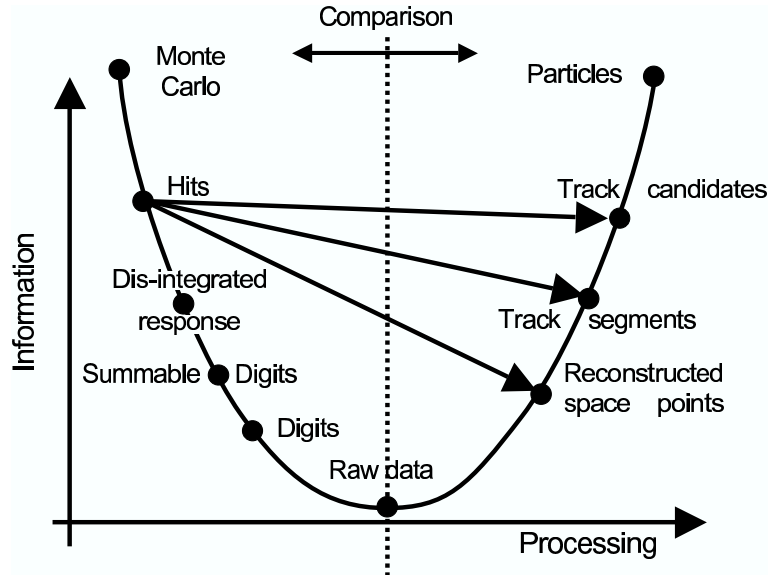 Comparison
Monte
Carlo
Particles
Hits
Track candidates
Dis-integrated
response
Track segments
Summable Digits
Reconstructed
space points
Digits
Raw data
Information
Processing